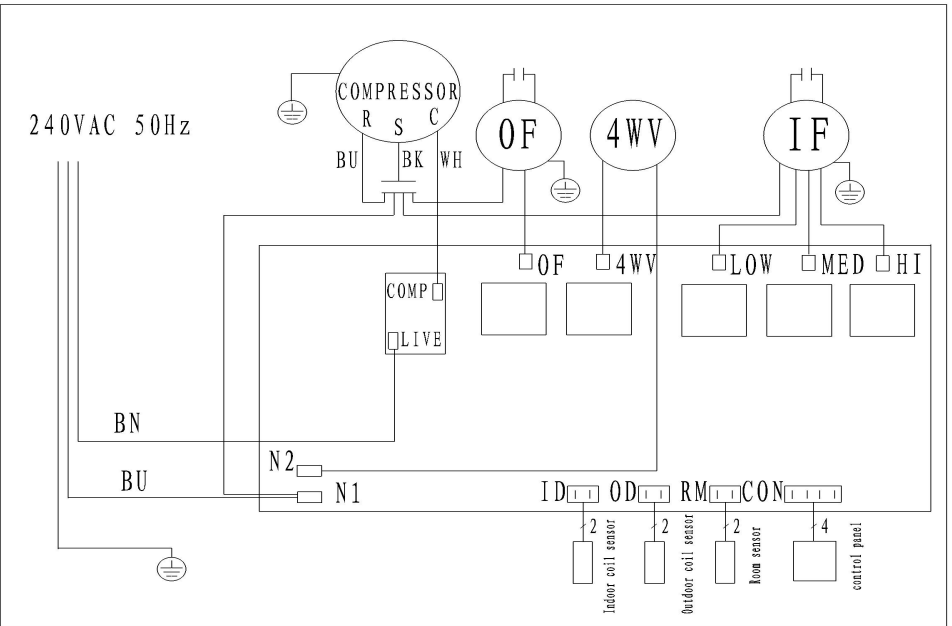 COMPRESSOR
R S C
240VAC 50Hz
OF
4WV
IF
BU BK WH
OF
4WV
LOW
MED
HI
COMP
LIVE
BN
N2
BU
N1
ID
OD
RM
CON
2
2
2
4
Indoor coil sensor
Outdoor coil sensor
Room sensor
control panel